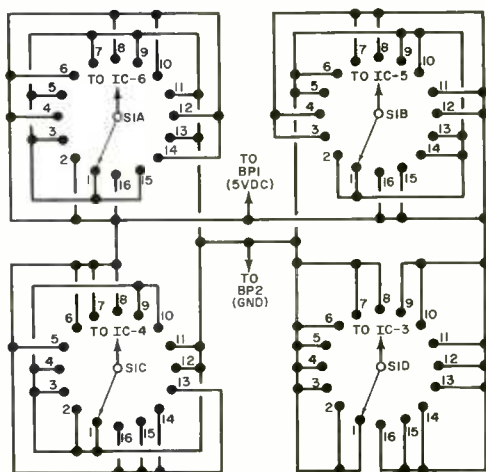 7 8 9
6 10
TO IC-6
5 11
4 S1A 12
3 13
2 14
1 16 15
7 8 9
6 10
TO IC-5
5 11
4 S1B 12
3 13
2 14
1 16 15
TO
BP1
(5VDC)
TO
BP2
(GND)
7 8 9
6 10
TO IC-4
5 11
4 S1C 12
3 13
2 14
1 16 15
7 8 9
6 10
TO IC-3
5 11
4 S1D 12
3 13
2 14
1 16 15